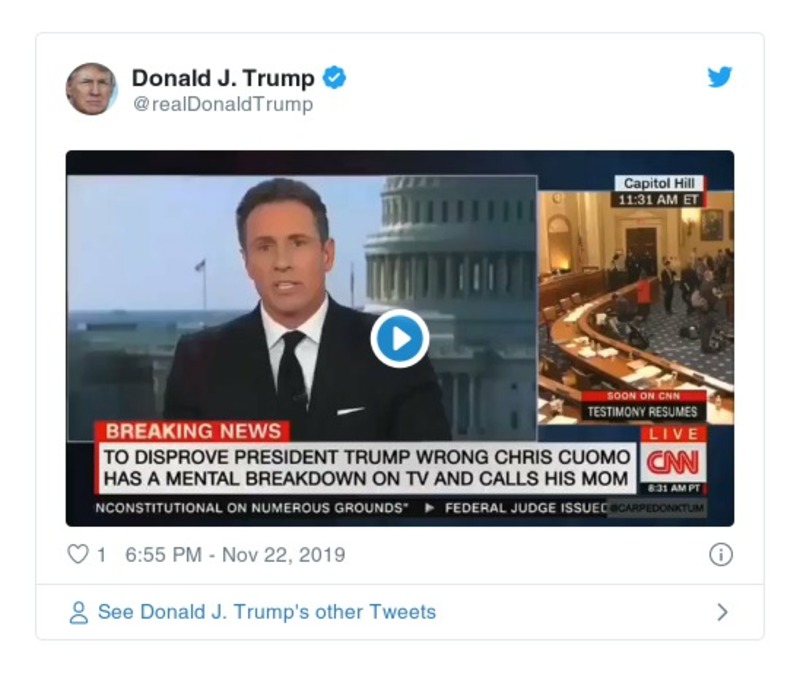 Donald J. Trump
@realDonaldTrump
Capitol Hill
11:31 AM ET
SOON ON CNN
TESTIMONY RESUMES
BREAKING NEWS
TO DISPROVE PRESIDENT TRUMP WRONG CHRIS CUOMO
HAS A MENTAL BREAKDOWN ON TV AND CALLS HIS MOM
LIVE
CNN
8:31 AM PT
NCONSTITUTIONAL ON NUMEROUS GROUNDS" ▶ FEDERAL JUDGE ISSUED
@CARPEDONKTUM
1 6:55 PM - Nov 22, 2019
See Donald J. Trump's other Tweets